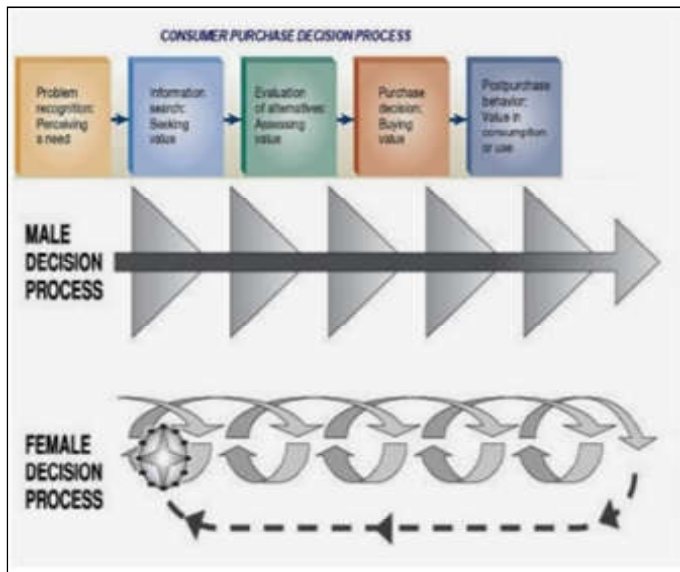 CONSUMER PURCHASE DECISION PROCESS
Problem
recognition:
Perceiving
a need
Information
search:
Seeking
value
Evaluation
of alternatives:
Assessing
value
Purchase
decision:
Buying
value
Postpurchase
behavior:
Value in
consumption
or use
MALE
DECISION
PROCESS
FEMALE
DECISION
PROCESS